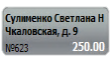 Сулименко Светлана Н
Чкаловская, д. 9
№623 250.00